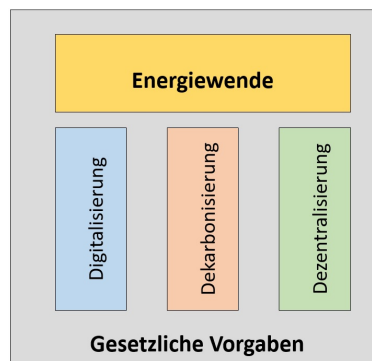 Energiewende
Digitalisierung
Dekarbonisierung
Dezentralisierung
Gesetzliche Vorgaben